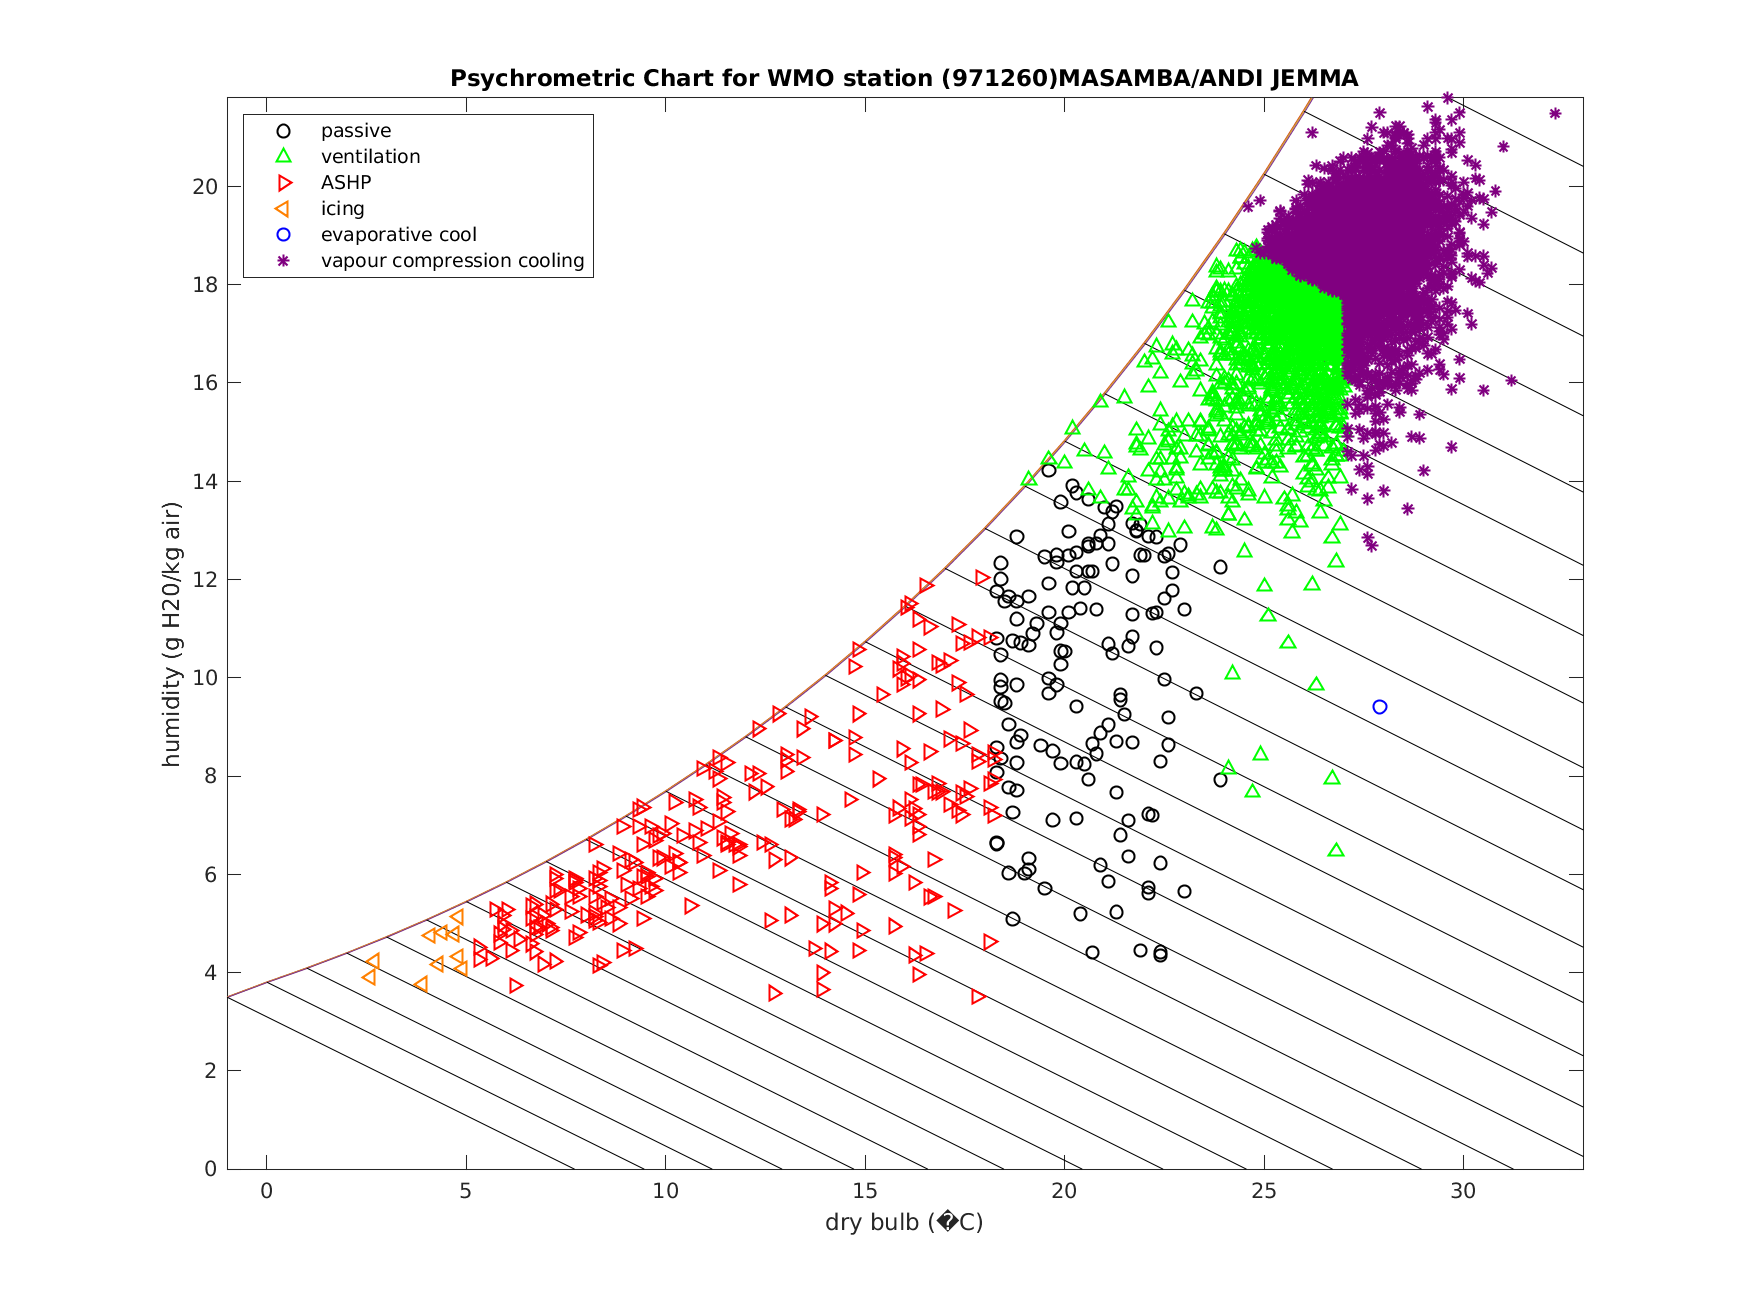 Psychrometric Chart for WMO station (971260)MASAMBA/ANDI JEMMA
passive
ventilation
ASHP
icing
evaporative cool
vapour compression cooling
humidity (g H20/kg air)
20
18
16
14
12
10
8
6
4
2
0
0 5 10 15 20 25 30
dry bulb (�C)